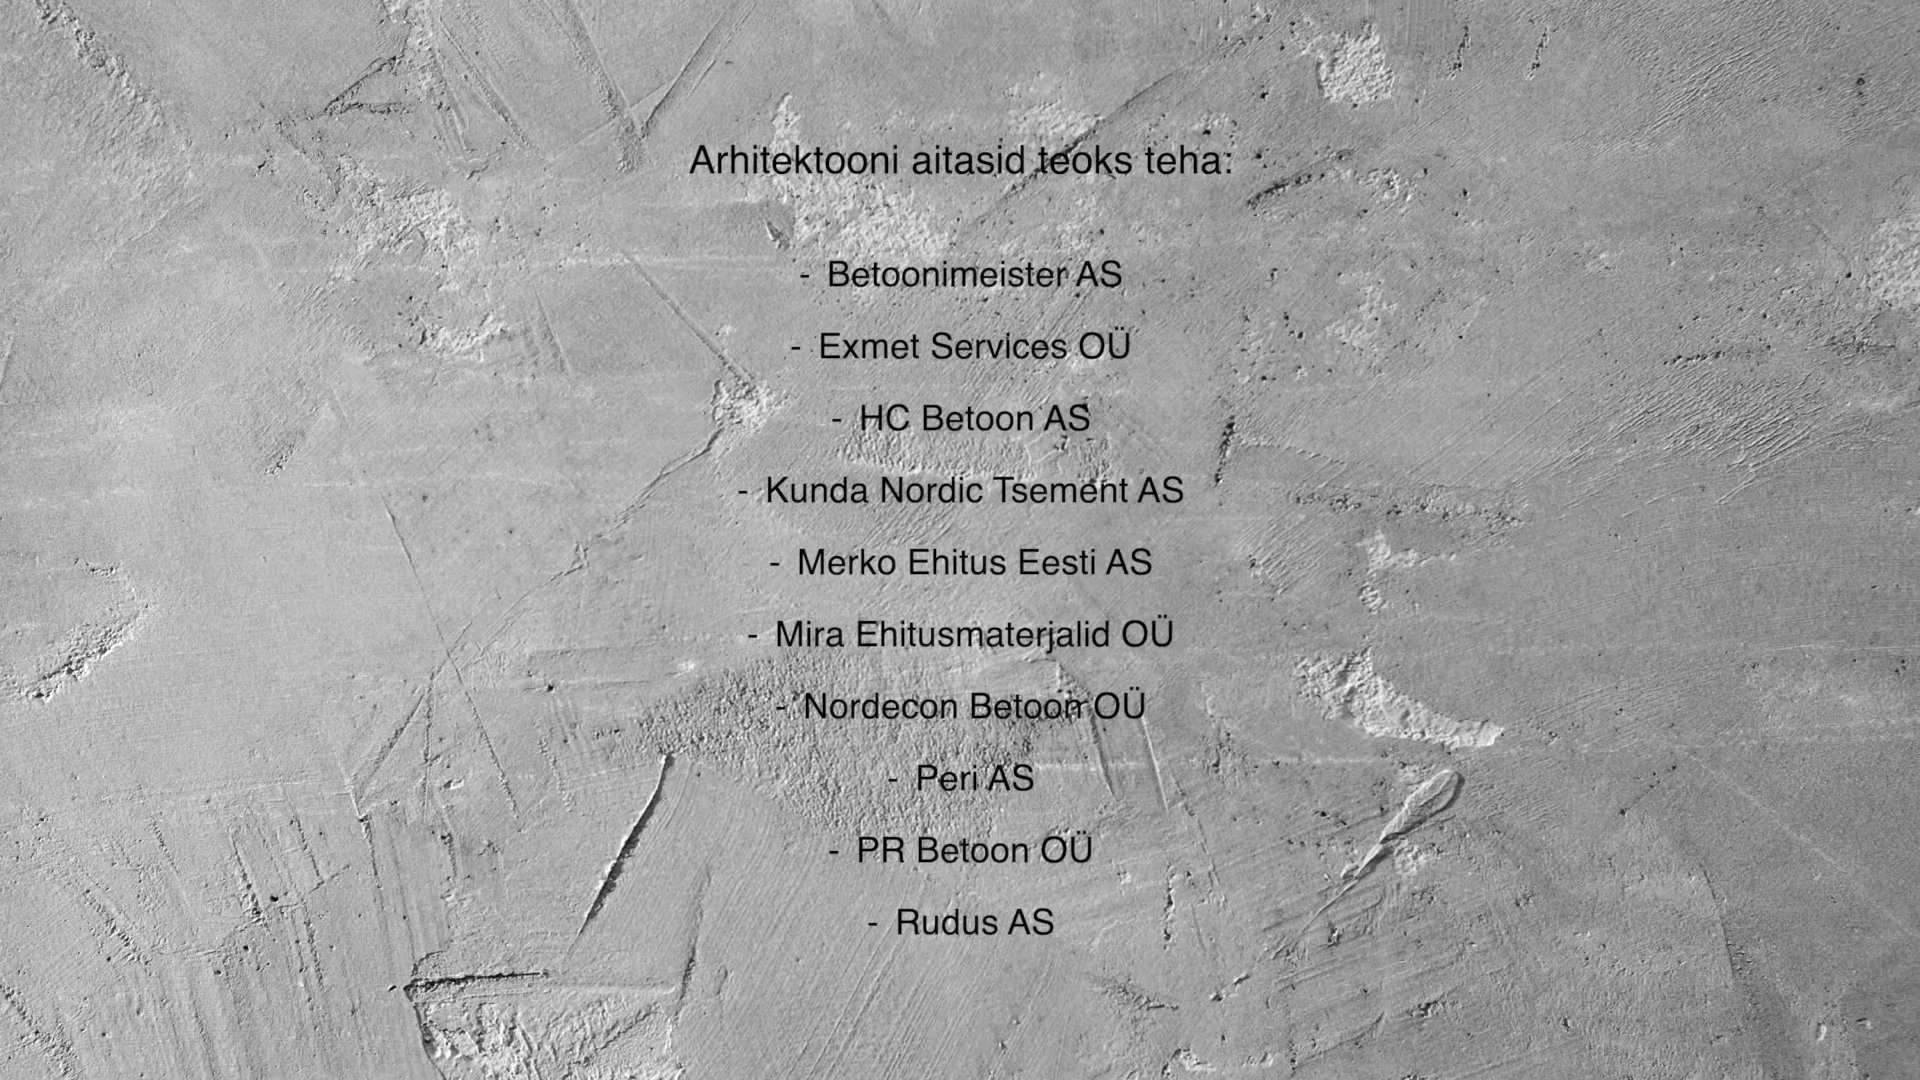 Arhitektooni aitasid teoks teha:
- Betoonimeister AS
- Exmet Services OÜ
- HC Betoon AS
- Kunda Nordic Tsement AS
- Merko Ehitus Eesti AS
- Mira Ehitusmaterjalid OÜ
- Nordecon Betoon OÜ
- Peri AS
- PR Betoon OÜ
- Rudus AS